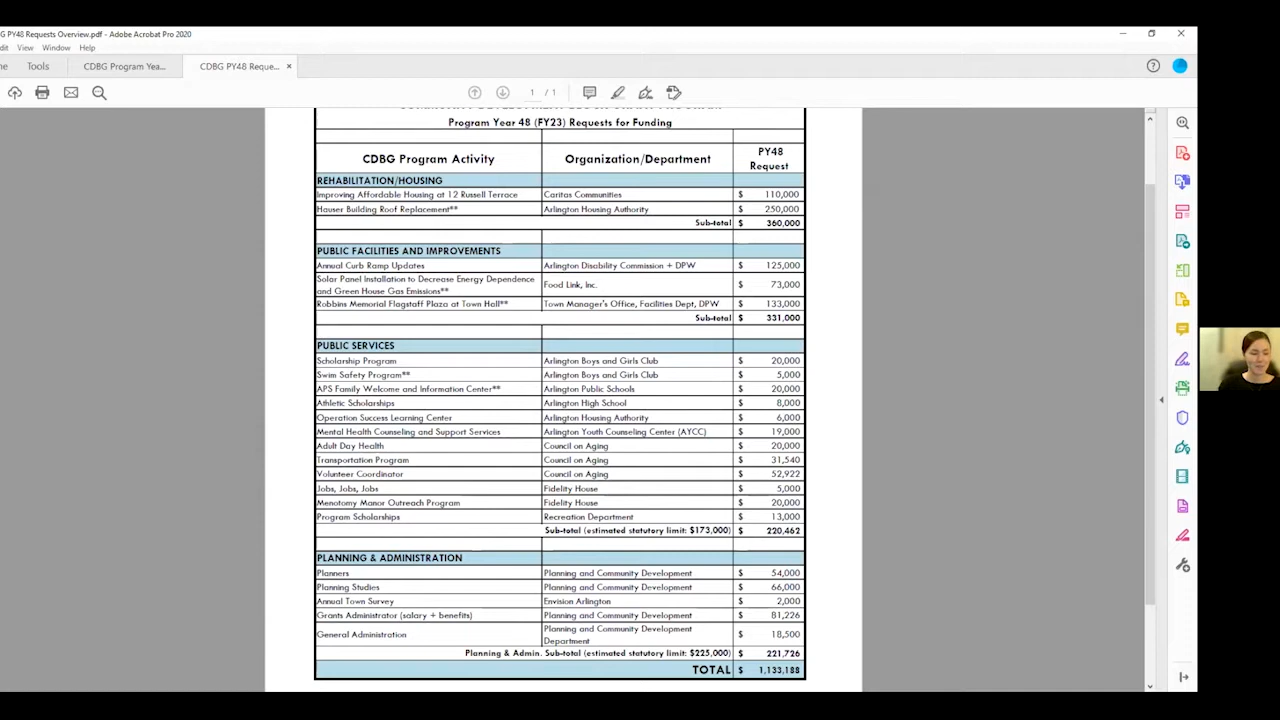 G PY48 Requests Overview.pdf - Adobe Acrobat Pro 2020
dit View Window Help
me Tools CDBG Program Yea... CDBG PY48 Reque... ×
1 / 1
Program Year 48 (FY23) Requests for Funding
CDBG Program Activity Organization/Department PY48 Request
REHABILITATION/HOUSING
Improving Affordable Housing at 12 Russell Terrace Caritas Communities $ 110,000
Hauser Building Roof Replacement** Arlington Housing Authority $ 250,000
Sub-total $ 360,000
PUBLIC FACILITIES AND IMPROVEMENTS
Annual Curb Ramp Updates Arlington Disability Commission + DPW $ 125,000
Solar Panel Installation to Decrease Energy Dependence
and Green House Gas Emissions** Food Link, Inc. $ 73,000
Robbins Memorial Flagstaff Plaza at Town Hall** Town Manager's Office, Facilities Dept, DPW $ 133,000
Sub-total $ 331,000
PUBLIC SERVICES
Scholarship Program Arlington Boys and Girls Club $ 20,000
Swim Safety Program** Arlington Boys and Girls Club $ 5,000
APS Family Welcome and Information Center** Arlington Public Schools $ 20,000
Athletic Scholarships Arlington High School $ 8,000
Operation Success Learning Center Arlington Housing Authority $ 6,000
Mental Health Counseling and Support Services Arlington Youth Counseling Center (AYCC) $ 19,000
Adult Day Health Council on Aging $ 20,000
Transportation Program Council on Aging $ 31,540
Volunteer Coordinator Council on Aging $ 52,922
Jobs, Jobs, Jobs Fidelity House $ 5,000
Menotomy Manor Outreach Program Fidelity House $ 20,000
Program Scholarships Recreation Department $ 13,000
Sub-total (estimated statutory limit: $173,000) $ 220,462
PLANNING & ADMINISTRATION
Planners Planning and Community Development $ 54,000
Planning Studies Planning and Community Development $ 66,000
Annual Town Survey Envision Arlington $ 2,000
Grants Administrator (salary + benefits) Planning and Community Development $ 81,226
General Administration Planning and Community Development Department $ 18,500
Planning & Admin. Sub-total (estimated statutory limit: $225,000) $ 221,726
TOTAL $ 1,133,188